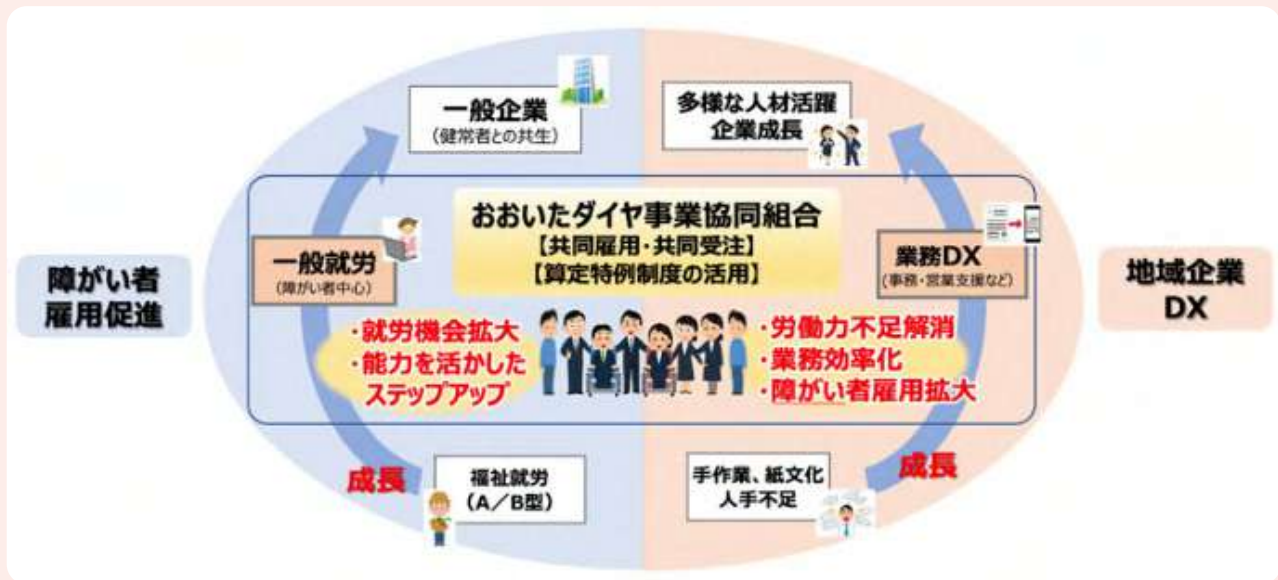 一般企業
（健常者との共生）
多様な人材活躍
企業成長
おおいたダイヤ事業協同組合
【共同雇用・共同受注】
【算定特例制度の活用】
一般就労
（障がい者中心）
業務DX
（事務・営業支援など）
障がい者
雇用促進
地域企業
DX
・就労機会拡大
・能力を活かした
ステップアップ
・労働力不足解消
・業務効率化
・障がい者雇用拡大
成長
福祉就労
（A／B型）
手作業、紙文化
人手不足
成長